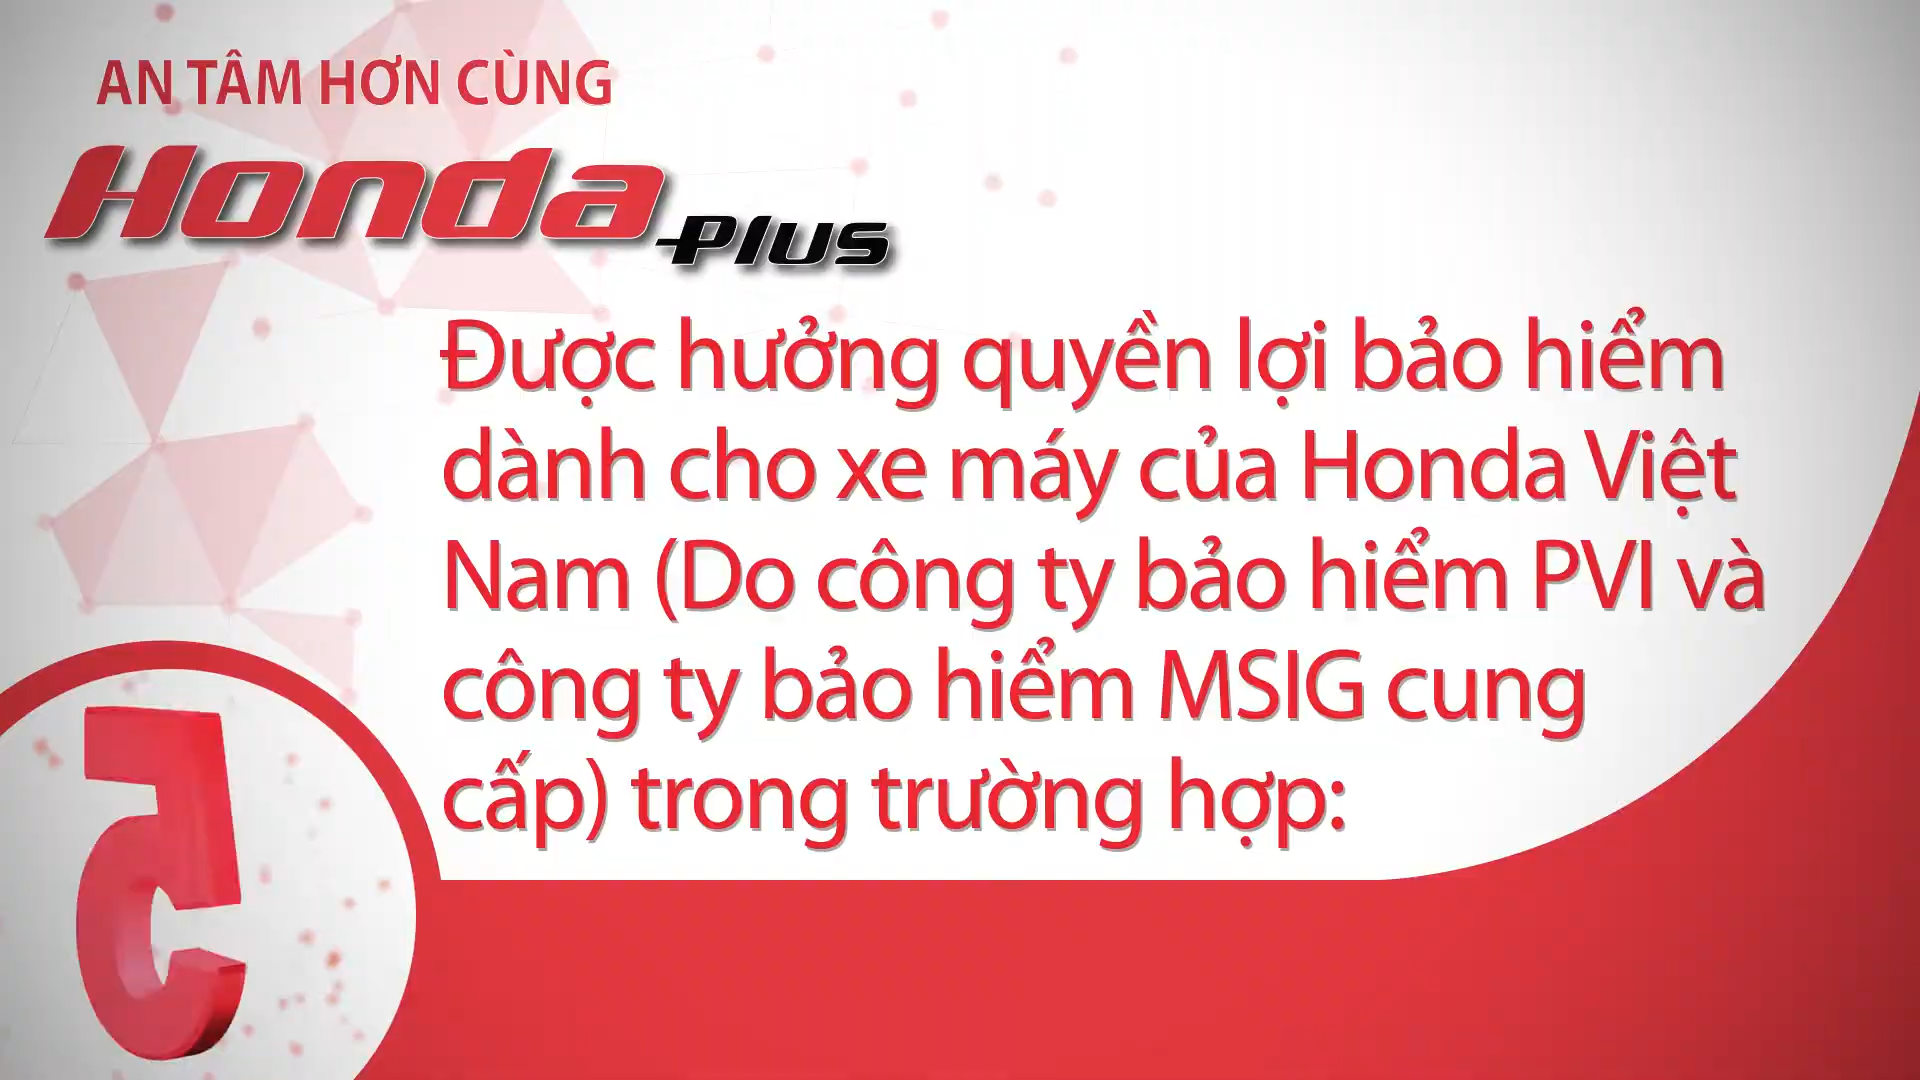 AN TÂM HƠN CÙNG
Honda Plus
Được hưởng quyền lợi bảo hiểm
dành cho xe máy của Honda Việt
Nam (Do công ty bảo hiểm PVI và
công ty bảo hiểm MSIG cung
cấp) trong trường hợp:
5